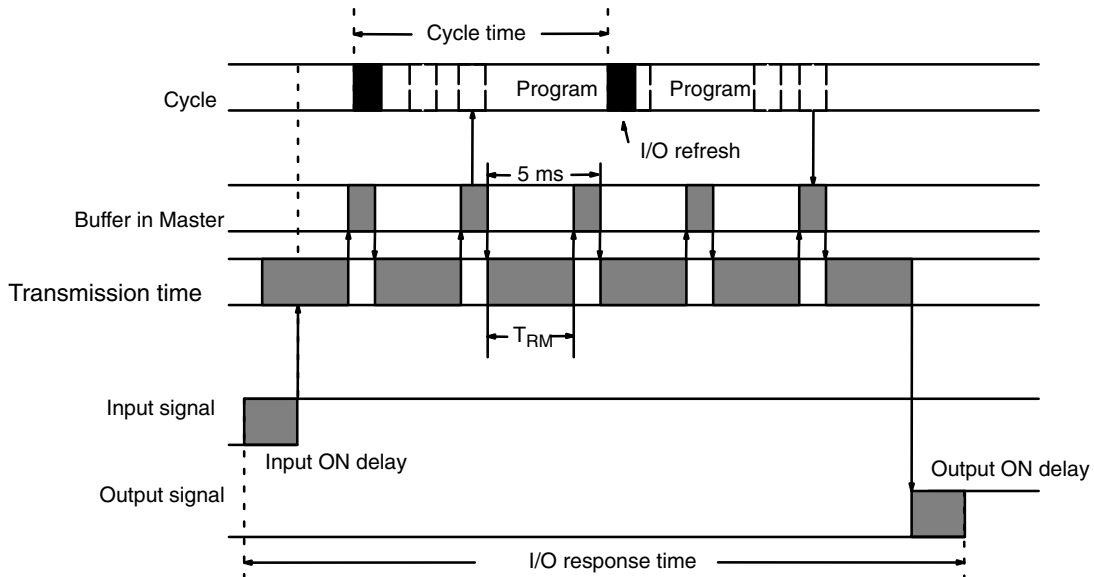 Cycle time
Cycle
Program
Program
I/O refresh
5 ms
Buffer in Master
Transmission time
TRM
Input signal
Input ON delay
Output ON delay
Output signal
I/O response time